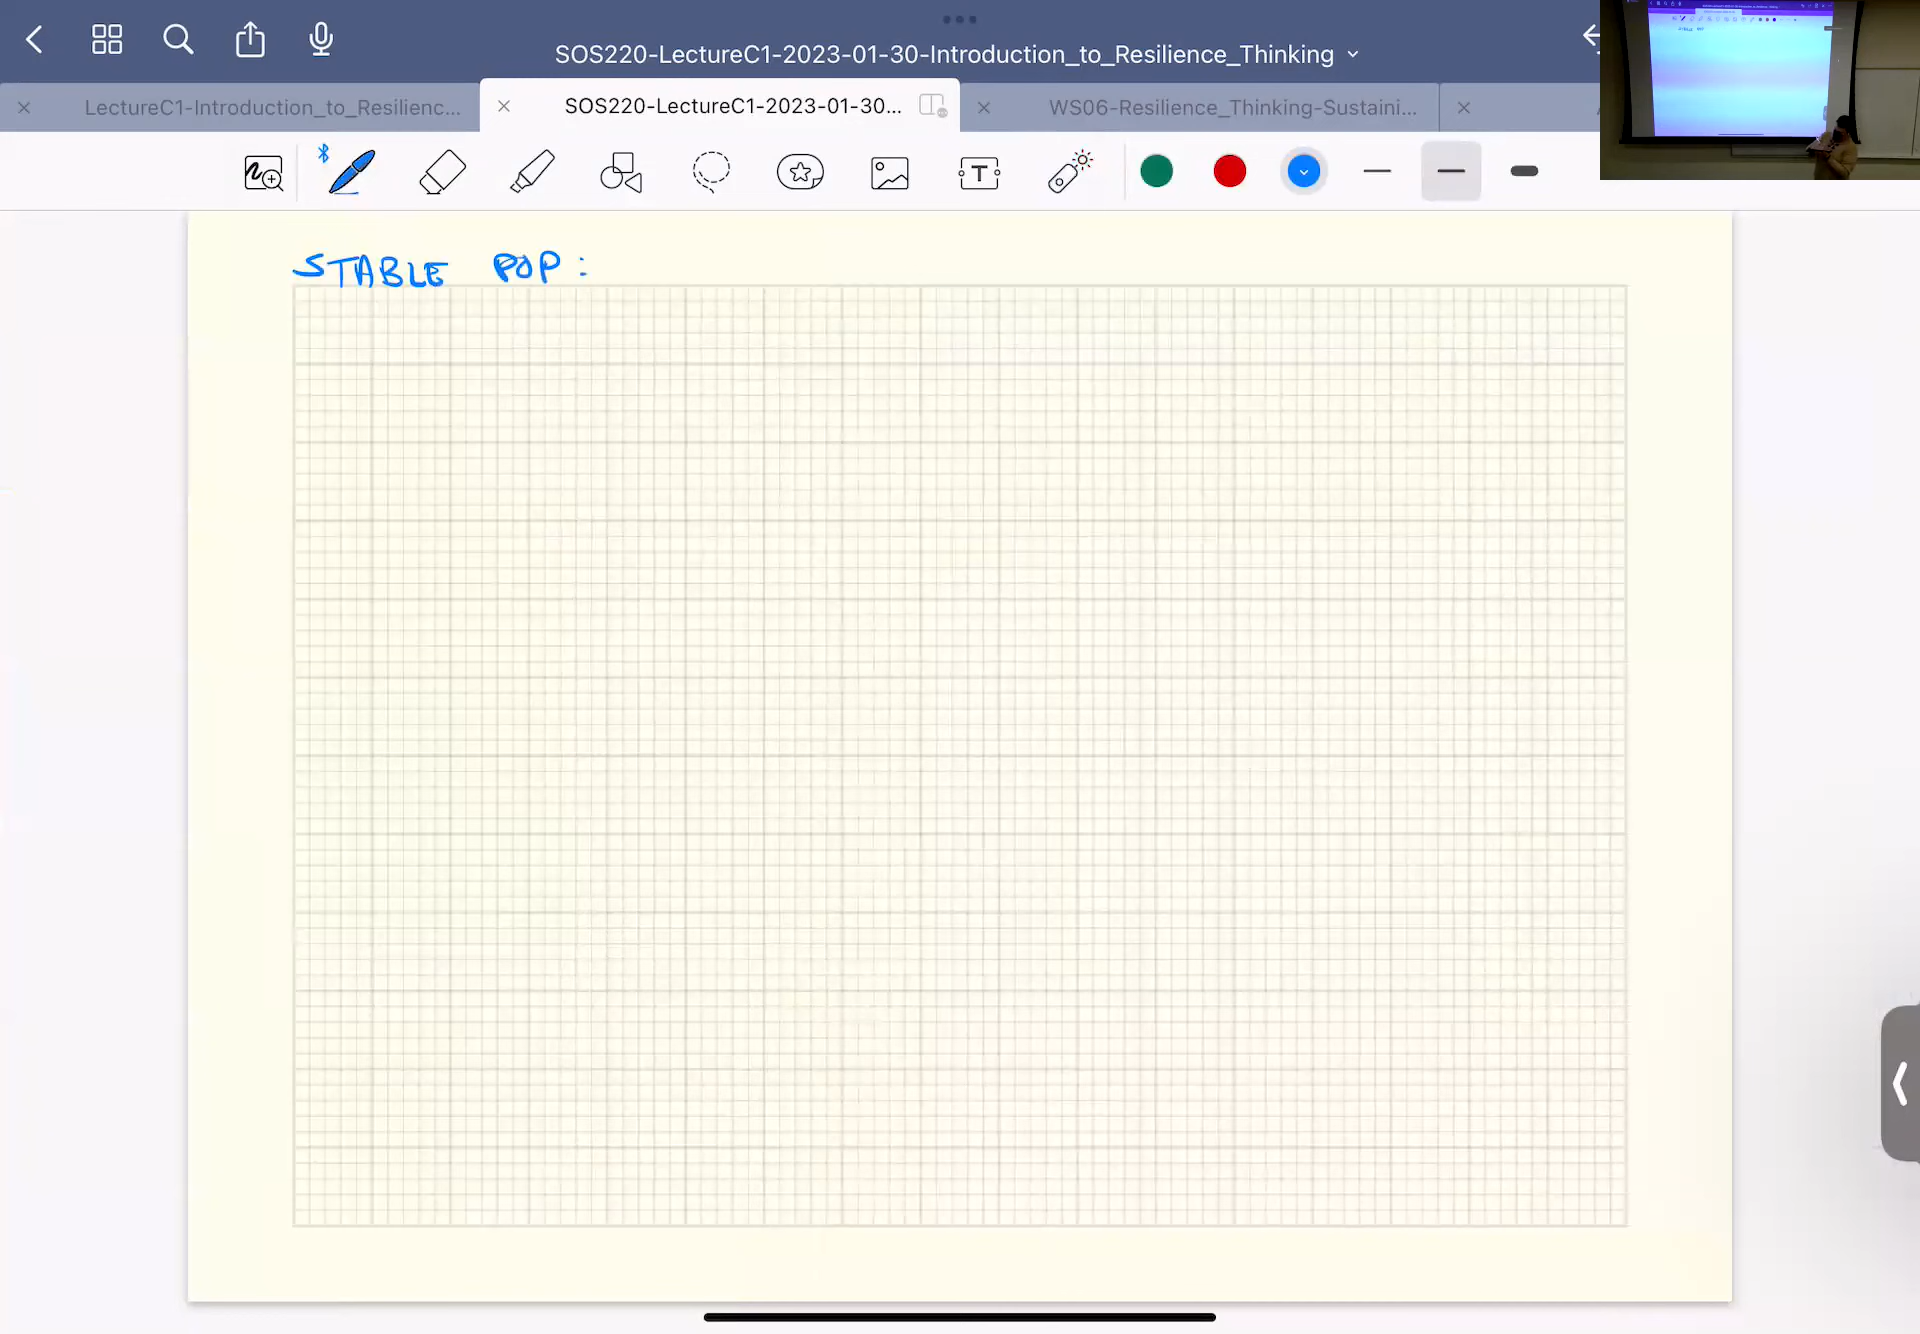 SOS220-LectureC1-2023-01-30-Introduction_to_Resilience_Thinking
LectureC1-Introduction_to_Resilienc...
SOS220-LectureC1-2023-01-30...
WS06-Resilience_Thinking-Sustaini...
T
STABLE POP: